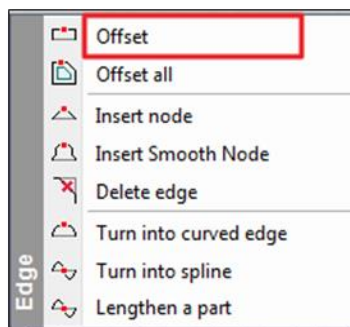 Offset
Offset all
Insert node
Insert Smooth Node
Delete edge
Turn into curved edge
Turn into spline
Lengthen a part
Edge